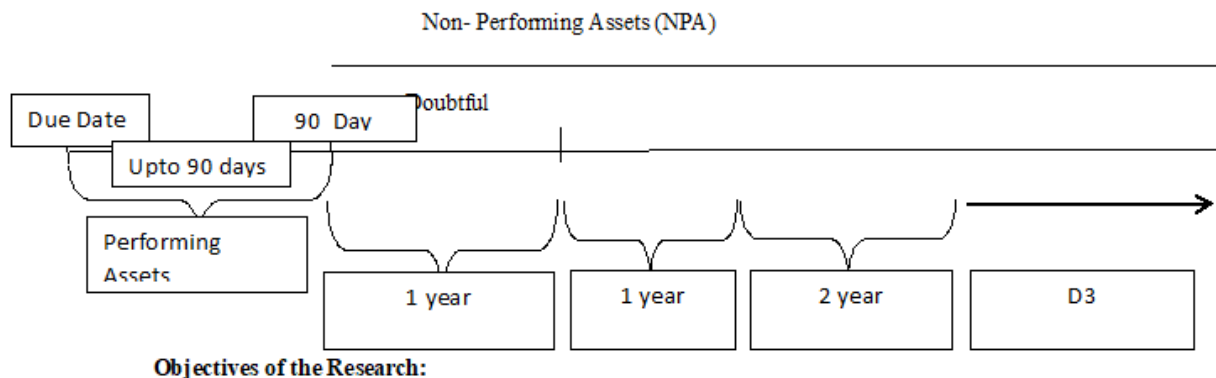 Non- Performing Assets (NPA)
Doubtful
Due Date
90 Day
Upto 90 days
Performing
Assets
1 year
1 year
2 year
D3
Objectives of the Research: